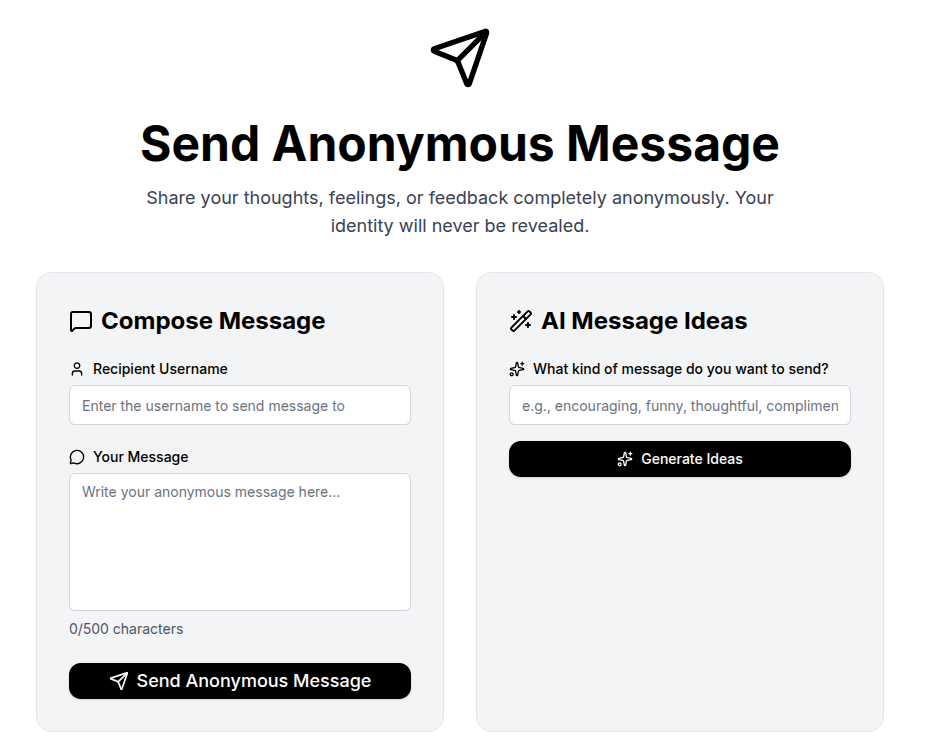 Send Anonymous Message
Share your thoughts, feelings, or feedback completely anonymously. Your
identity will never be revealed.
Compose Message
Recipient Username
Enter the username to send message to
Your Message
Write your anonymous message here...
0/500 characters
Send Anonymous Message
AI Message Ideas
What kind of message do you want to send?
e.g., encouraging, funny, thoughtful, complimen
Generate Ideas